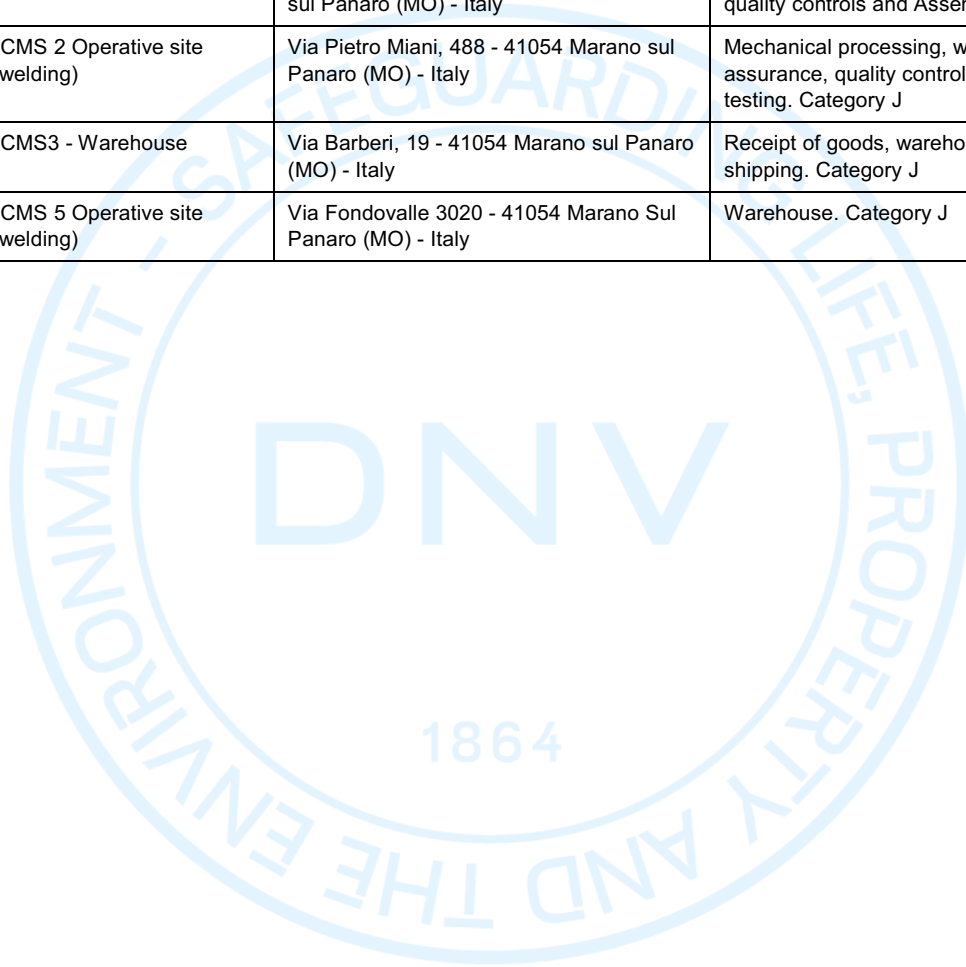 sul Panaro (MO) - Italy
quality controls and
CMS 2 Operative site
welding)
Via Pietro Miani, 488 - 41054 Marano sul
Panaro (MO) - Italy
Mechanical processing,
assurance, quality control
testing. Category J
CMS3 - Warehouse
Via Barberi, 19 - 41054 Marano sul Panaro
(MO) - Italy
Receipt of goods,
shipping. Category J
CMS 5 Operative site
welding)
Via Fondovalle 3020 - 41054 Marano Sul
Panaro (MO) - Italy
Warehouse. Category J
SAFEGUARDING LIFE, PROPERTY AND THE ENVIRONMENT -
DNV
1864